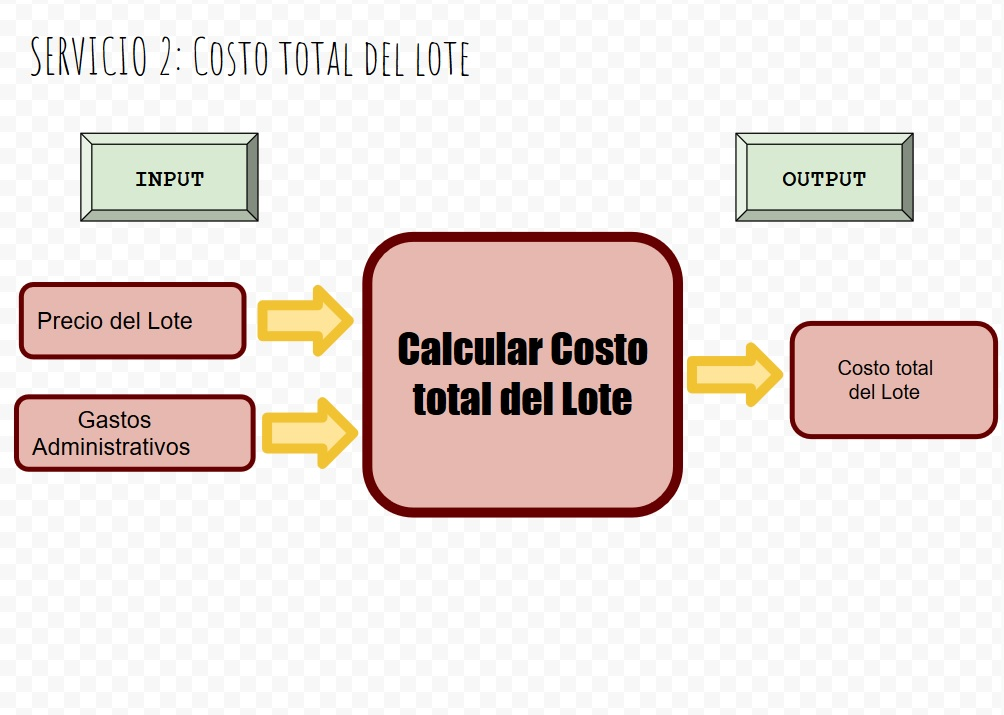 SERVICIO 2: COSTO TOTAL DEL LOTE
INPUT
OUTPUT
Precio del Lote
Gastos
Administrativos
Calcular Costo
total del Lote
Costo total
del Lote